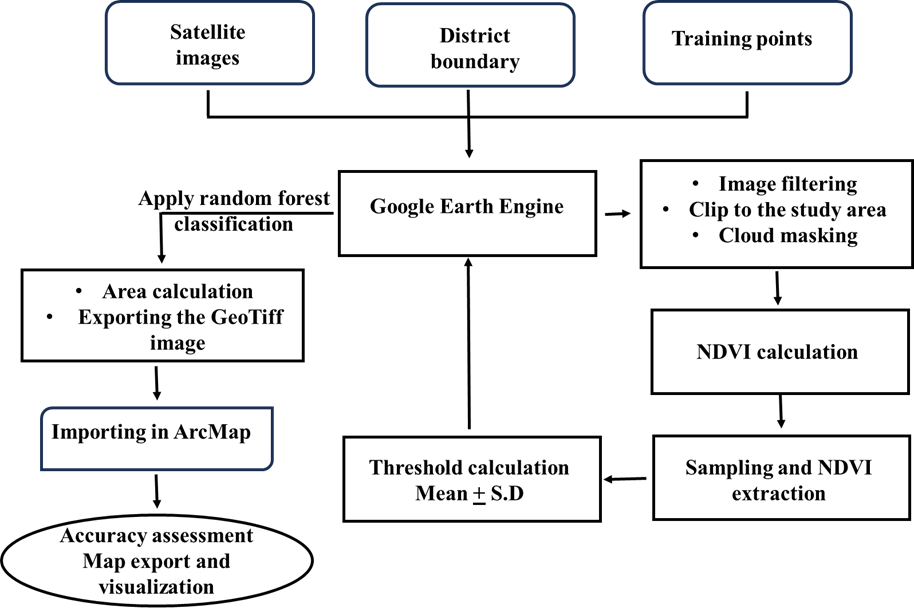 Satellite
images
District
boundary
Training points
Apply random forest
classification
Google Earth Engine
• Image filtering
• Clip to the study area
• Cloud masking
• Area calculation
• Exporting the GeoTiff
image
NDVI calculation
Importing in ArcMap
Threshold calculation
Mean ± S.D
Sampling and NDVI
extraction
Accuracy assessment
Map export and
visualization